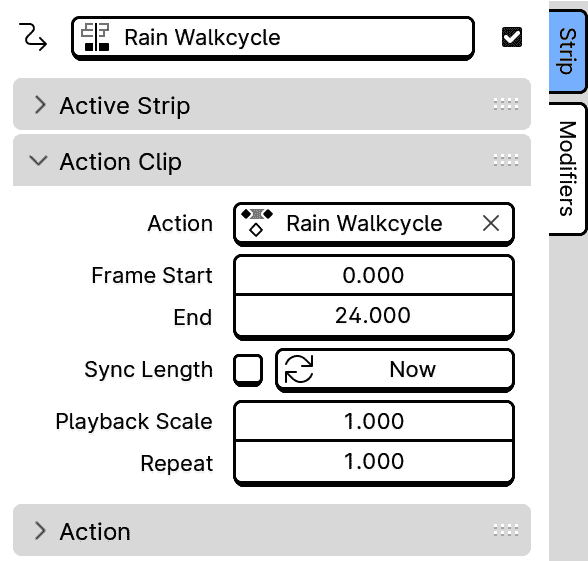 Rain Walkcycle
Strip
Modifiers
Active Strip
Action Clip
Action Rain Walkcycle
Frame Start 0.000
End 24.000
Sync Length Now
Playback Scale 1.000
Repeat 1.000
Action